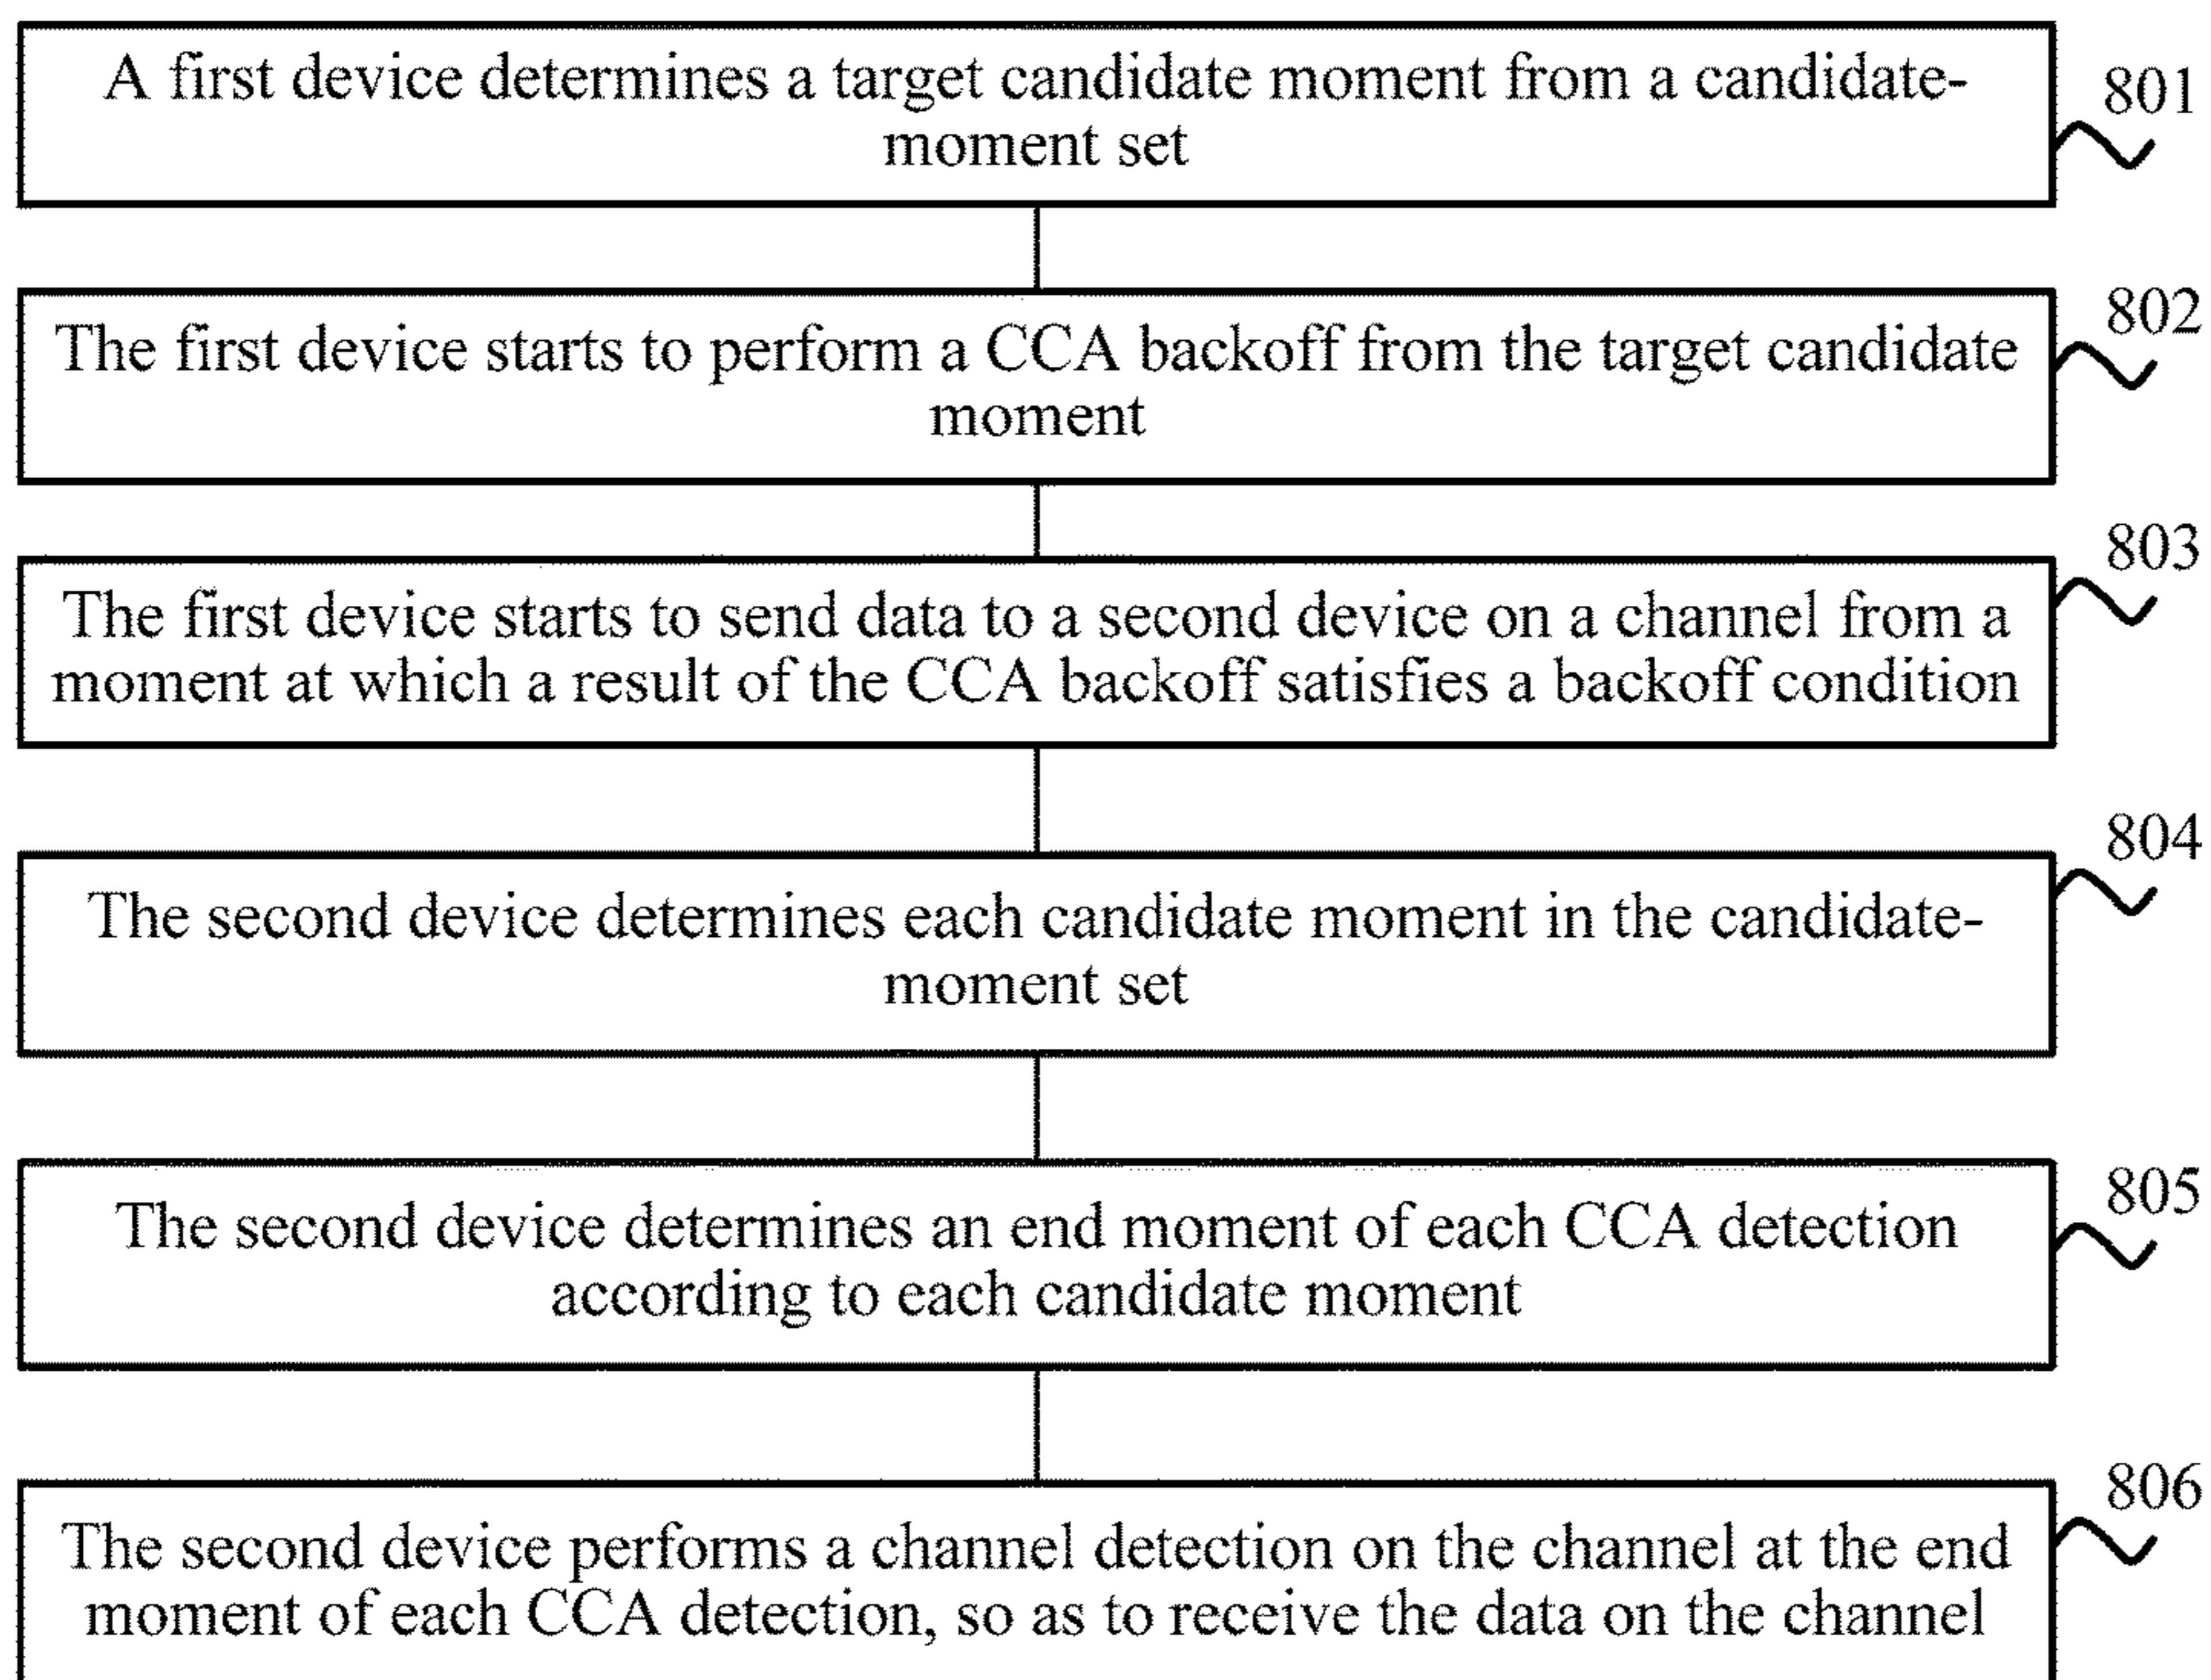 A first device determines a target candidate moment from a candidate-
moment set
801
The first device starts to perform a CCA backoff from the target candidate
moment
802
The first device starts to send data to a second device on a channel from a
moment at which a result of the CCA backoff satisfies a backoff condition
803
The second device determines each candidate moment in the candidate-
moment set
804
The second device determines an end moment of each CCA detection
according to each candidate moment
805
The second device performs a channel detection on the channel at the end
moment of each CCA detection, so as to receive the data on the channel
806